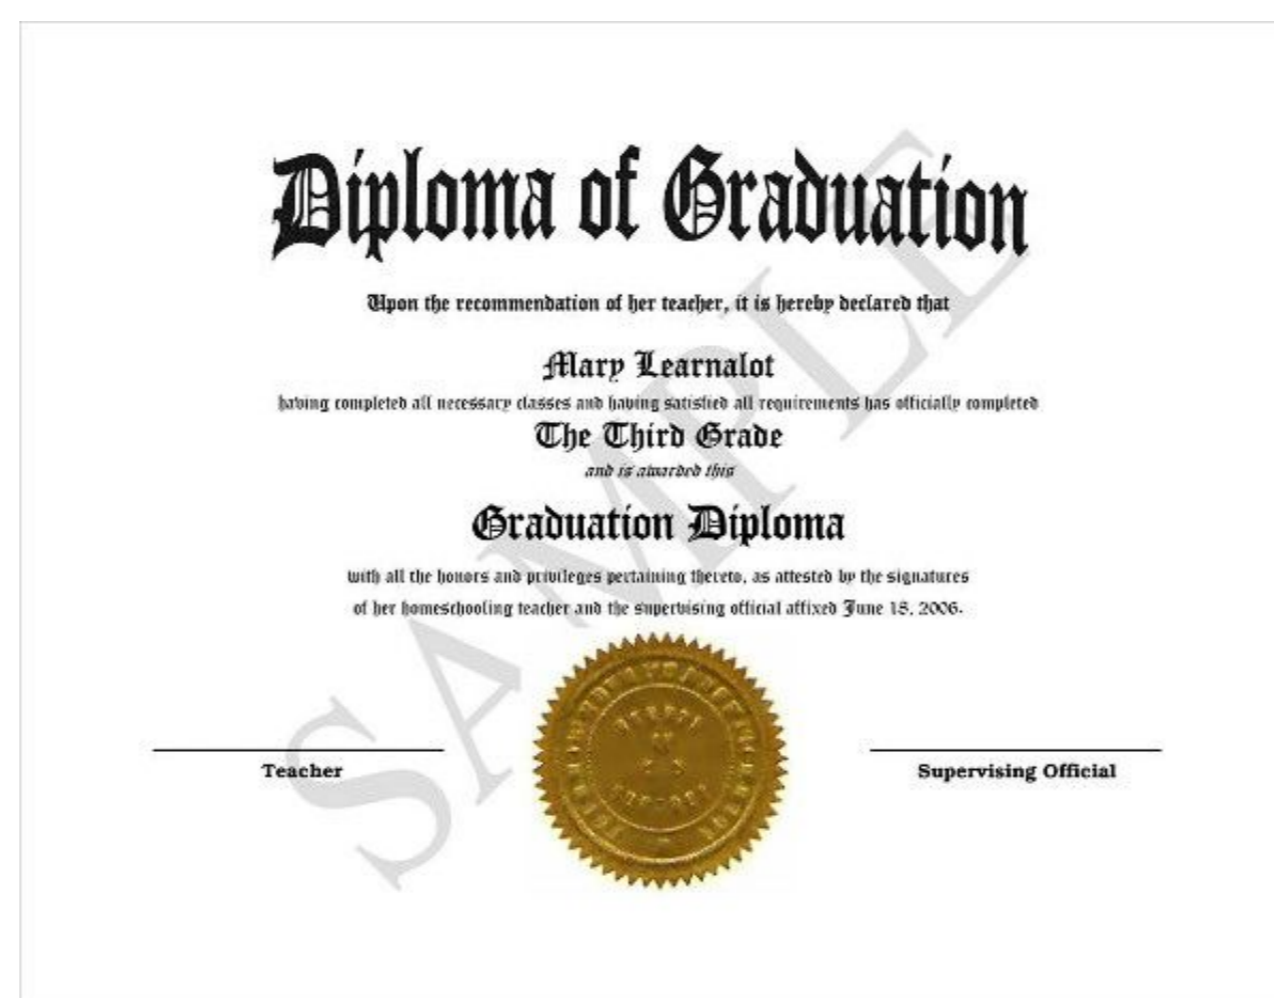 Diploma of Graduation
Upon the recommendation of her teacher, it is hereby declared that
Mary Learnalot
having completed all necessary classes and having satisfied all requirements has officially completed
The Third Grade
and is awarded this
Graduation Diploma
with all the honors and privileges pertaining thereto, as attested by the signatures
of her homeschooling teacher and the supervising official affixed June 18, 2006.
Teacher
Supervising Official
SAMPLE